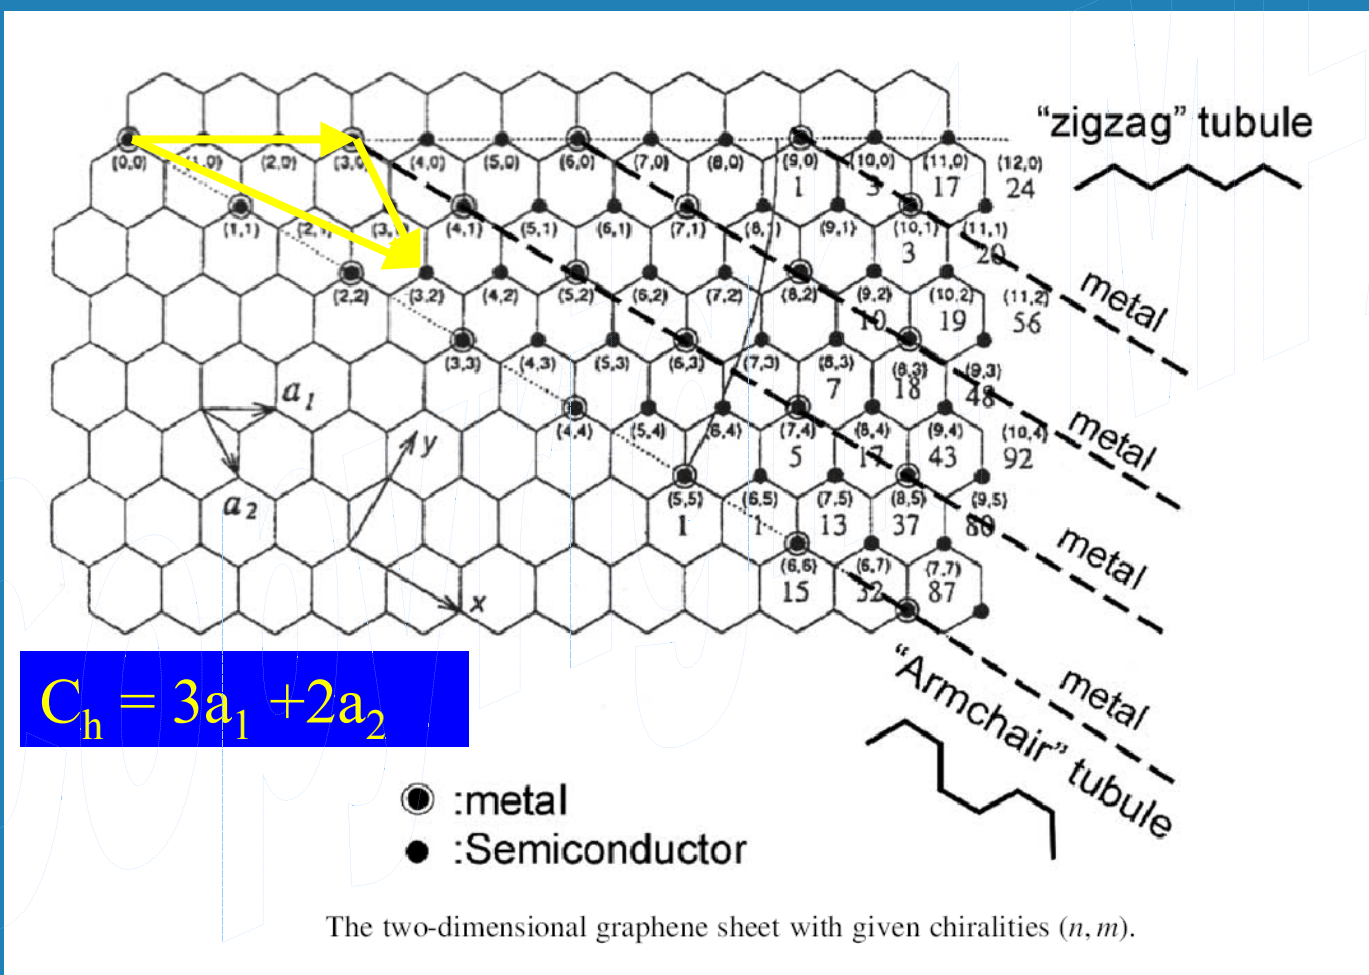 "zigzag" tubule
(0,0) (1,0) (2,0) (3,0) (4,0) (5,0) (6,0) (7,0) (8,0) (9,0) (10,0) (11,0) (12,0)
1 3 17 24
(1,1) (2,1) (3, (4,1) (5,1) (6,1) (7,1) (8,1) (9,1) (10,1) (11,1)
3 20
metal
(2,2) (3,2) (4,2) (5,2) (6,2) (7,2) (8,2) (9,2) (10,2) (11,2)
10 19 56
(3,3) (4,3) (5,3) (6,3) (7,3) (8,3) (8,3) (9,3)
7 18 48
a1
metal
(4,4) (5,4) (6,4) (7,4) (8,4) (9,4) (10,4)
5 17 43 92
y
a2
(5,5) (6,5) (7,5) (8,5) (9,5)
1 1 13 37 80
metal
(6,6) (6,7) (7,7)
15 32 87
x
metal
"Armchair" tubule
Ch = 3a1 +2a2
:metal
:Semiconductor
The two-dimensional graphene sheet with given chiralities (n, m).